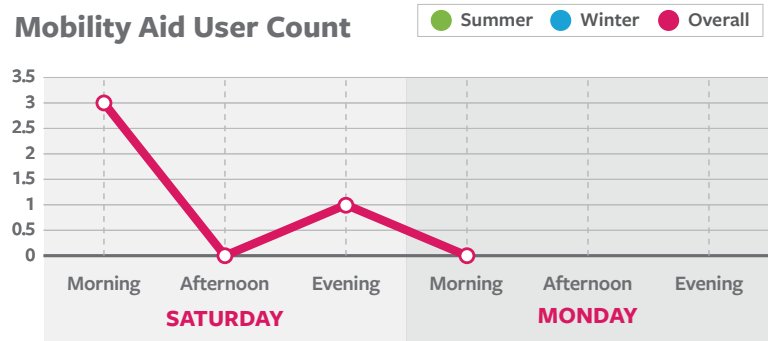 Mobility Aid User Count
Summer Winter Overall
3.5
3
2.5
2
1.5
1
0.5
0
Morning Afternoon Evening Morning Afternoon Evening
SATURDAY MONDAY